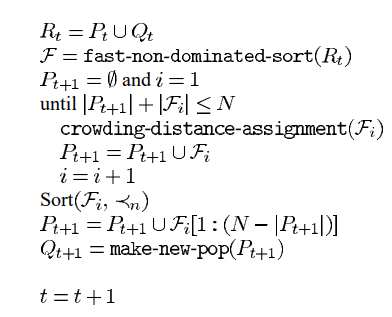 R_t = P_t ∪ Q_t
ℱ = fast-non-dominated-sort(R_t)
P_{t+1} = ∅ and i = 1
until |P_{t+1}| + |ℱ_i| ≤ N
crowding-distance-assignment(ℱ_i)
P_{t+1} = P_{t+1} ∪ ℱ_i
i = i + 1
Sort(ℱ_i, ≺_n)
P_{t+1} = P_{t+1} ∪ ℱ_i[1 : (N − |P_{t+1}|)]
Q_{t+1} = make-new-pop(P_{t+1})
t = t + 1